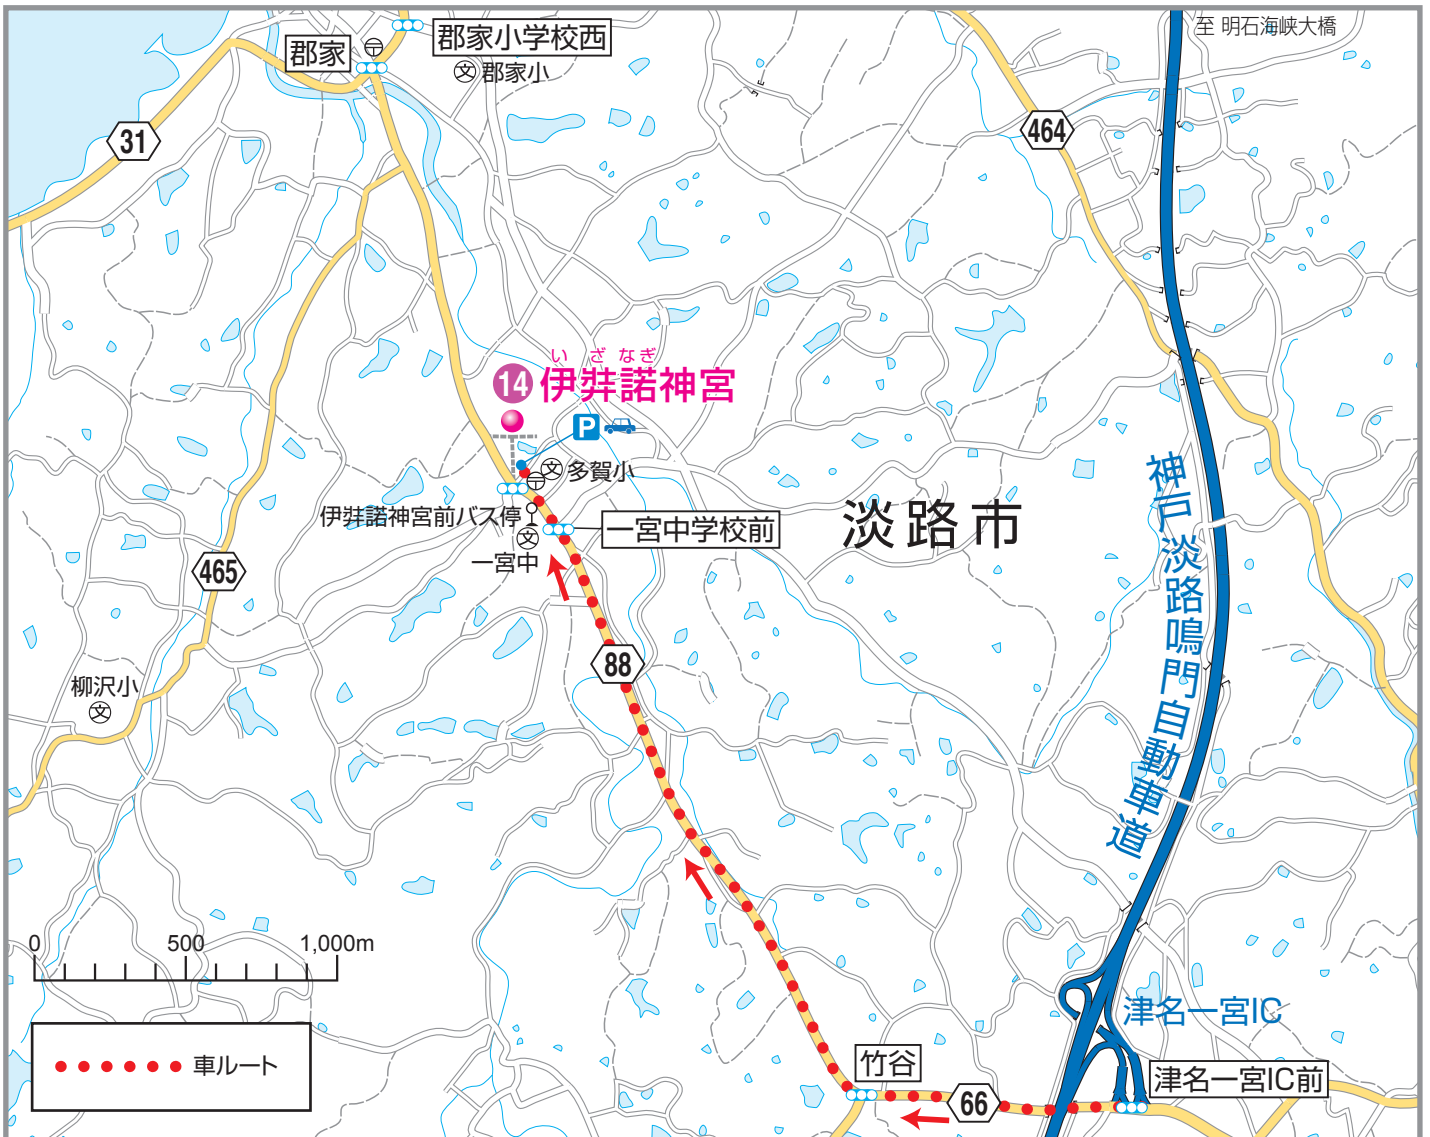 至 明石海峡大橋
郡家小学校西
郡家
文 郡家小
31
464
い ざ なぎ
14 伊弉諾神宮
P
文 多賀小
伊弉諾神宮前バス停
一宮中学校前
文
一宮中
淡路市
神戸淡路鳴門自動車道
465
88
柳沢小
文
0 500 1,000m
津名一宮IC
車ルート
竹谷
津名一宮IC前
66